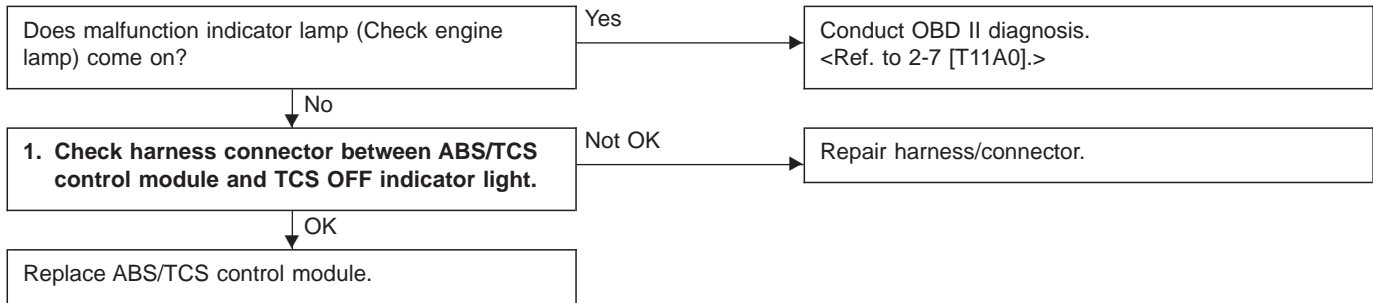 Does malfunction indicator lamp (Check engine
lamp) come on?
Yes
Conduct OBD II diagnosis.
<Ref. to 2-7 [T11A0].>
No
1. Check harness connector between ABS/TCS
control module and TCS OFF indicator light.
Not OK
Repair harness/connector.
OK
Replace ABS/TCS control module.